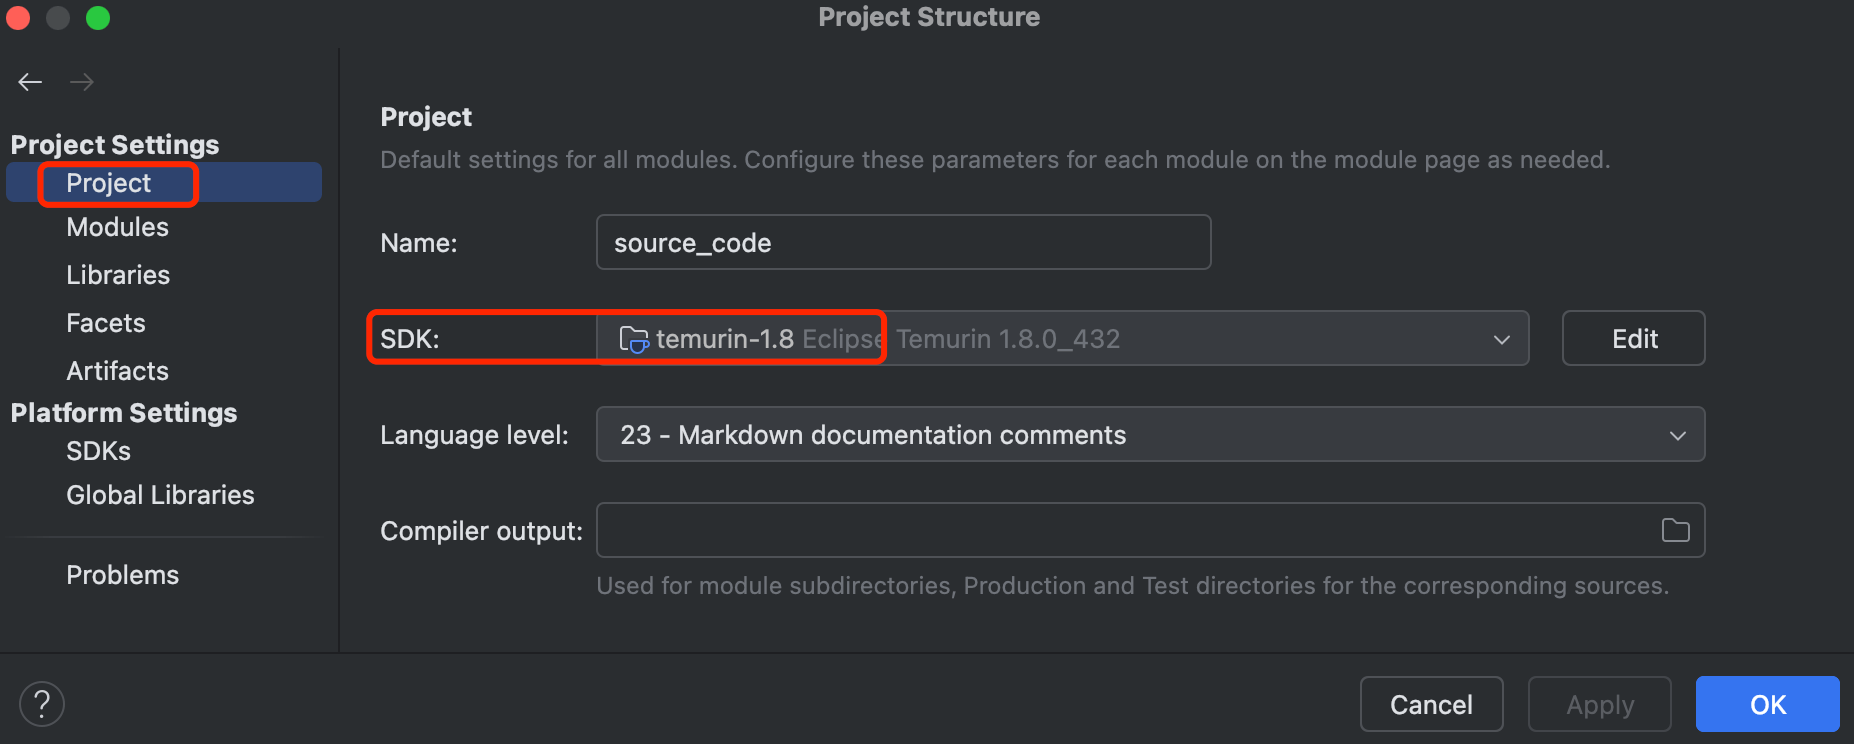 Project Structure
Project Settings
Project
Modules
Libraries
Facets
Artifacts
Platform Settings
SDKs
Global Libraries
Problems
Project
Default settings for all modules. Configure these parameters for each module on the module page as needed.
Name: source_code
SDK: temurin-1.8 Eclipse Temurin 1.8.0_432 Edit
Language level: 23 - Markdown documentation comments
Compiler output:
Used for module subdirectories, Production and Test directories for the corresponding sources.
? Cancel Apply OK